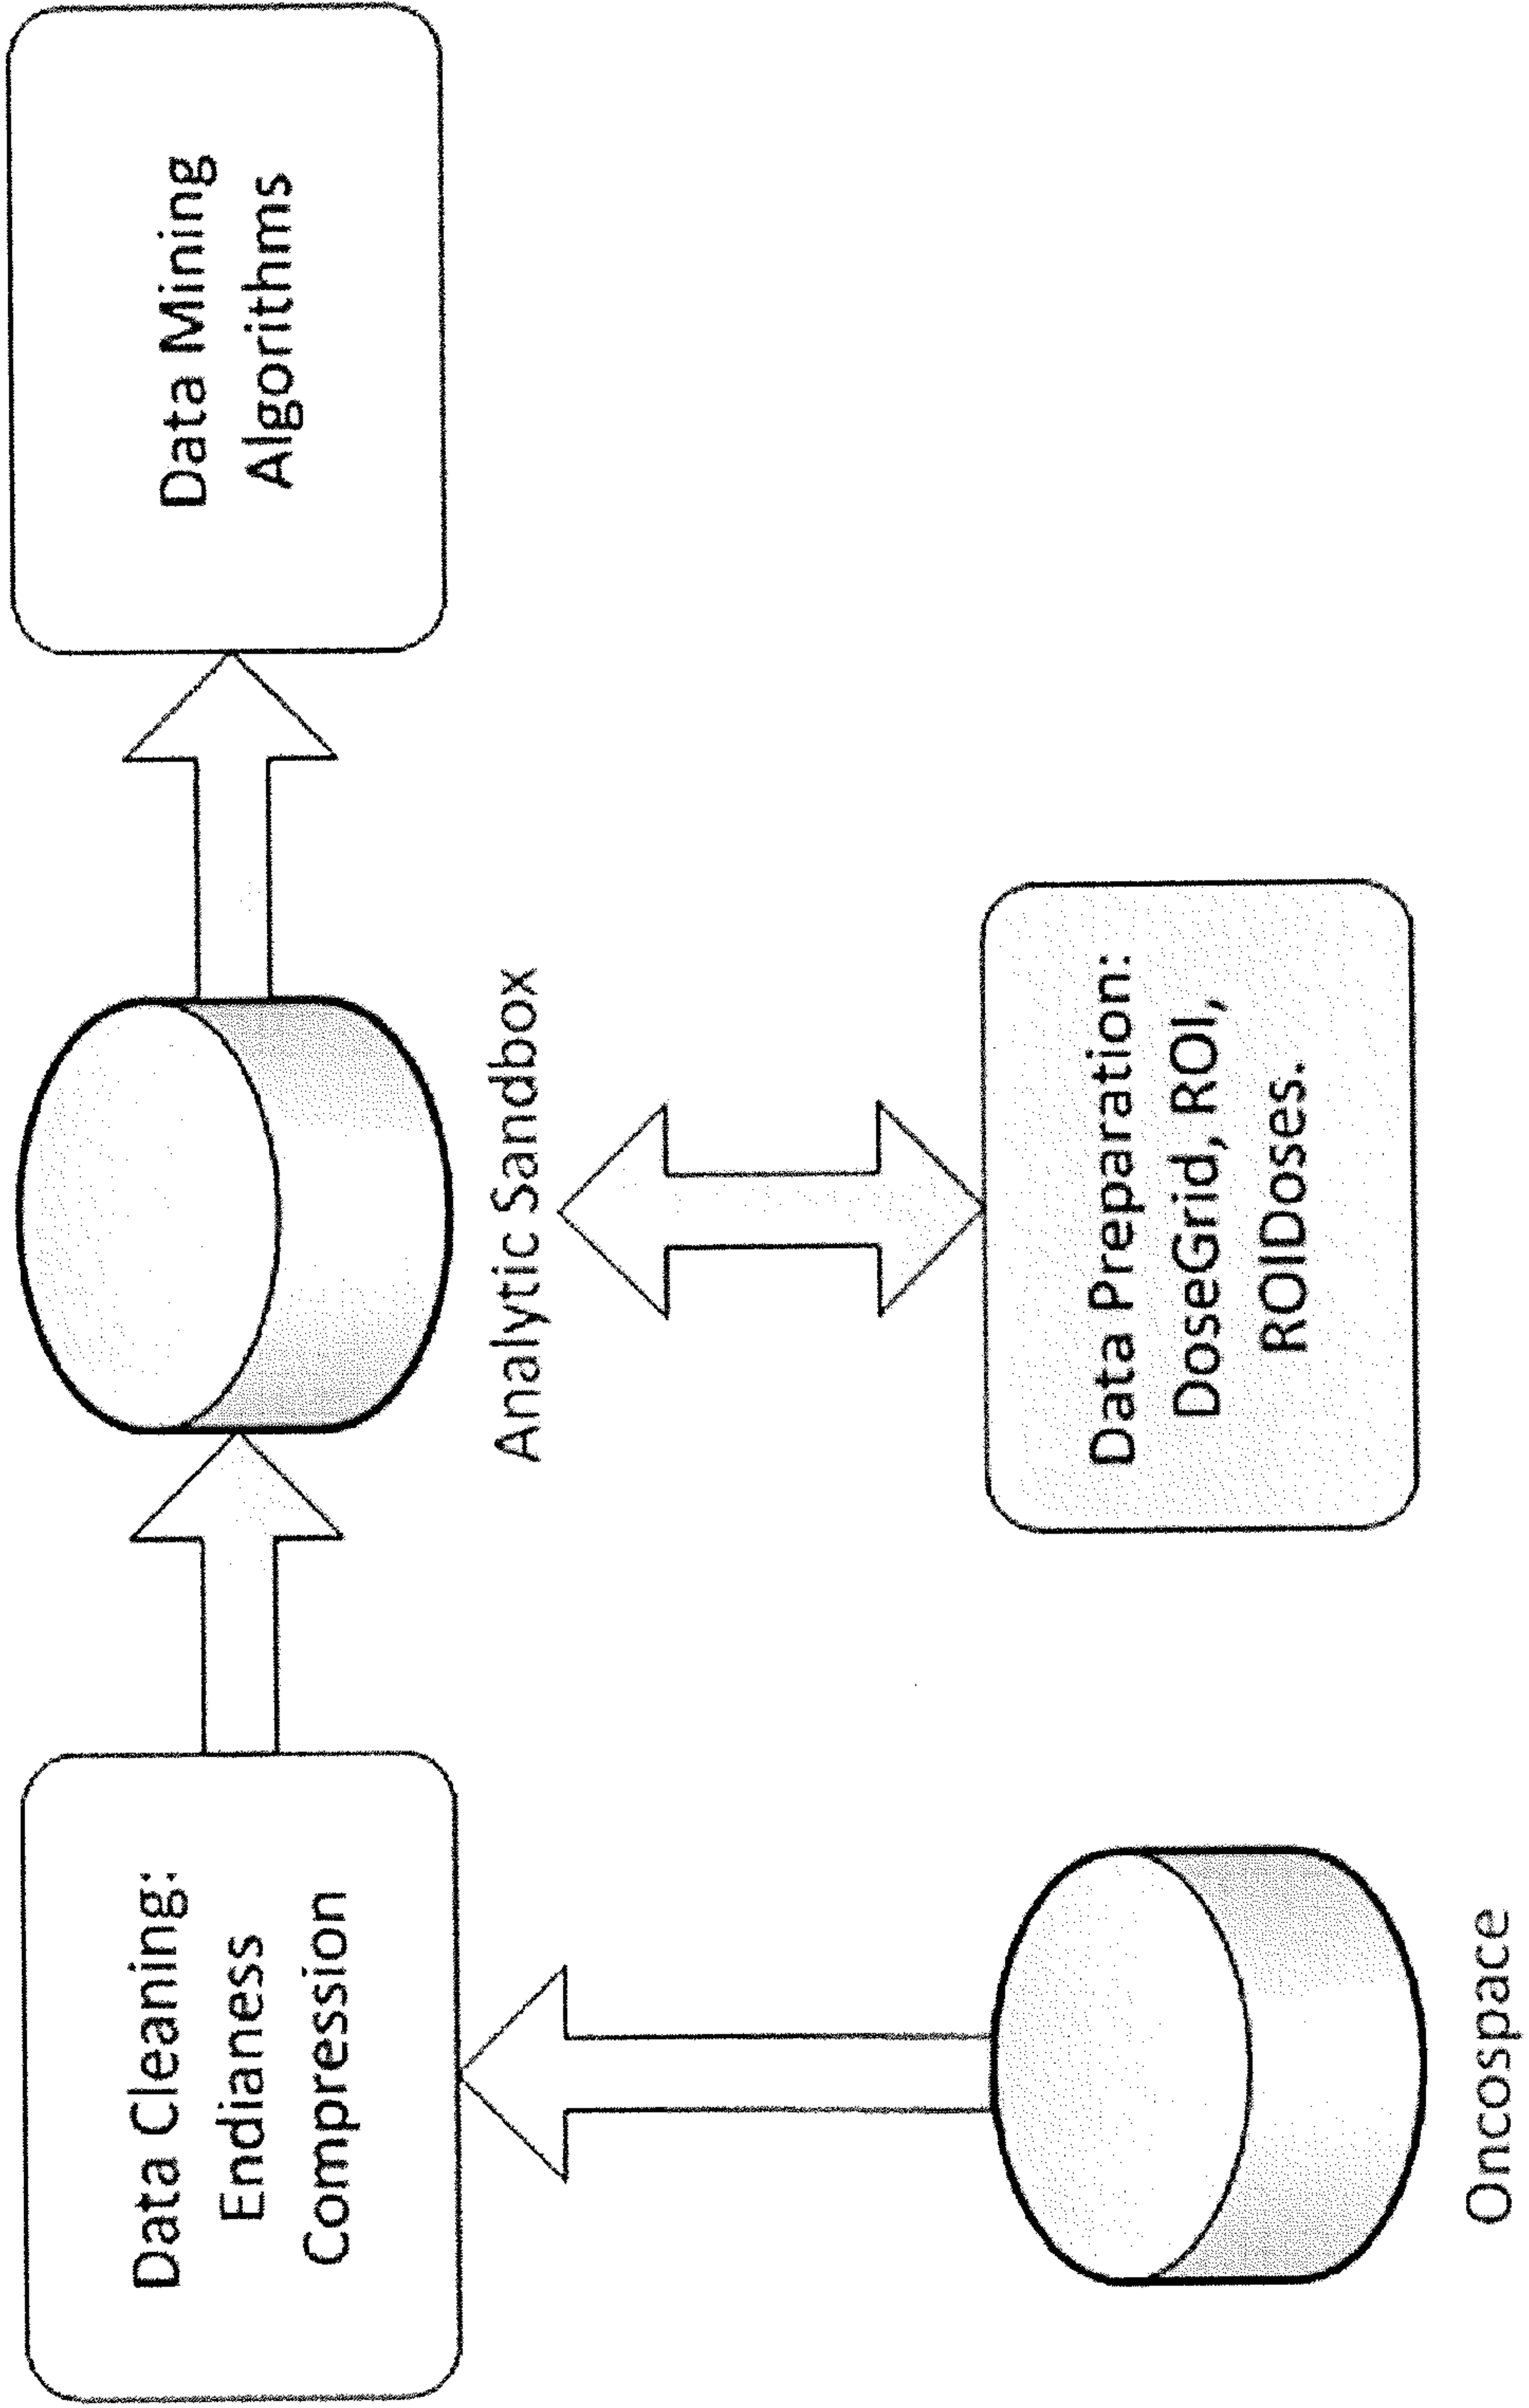 Data Cleaning:
Endianess
Compression
Oncospace
Analytic Sandbox
Data Preparation:
DoseGrid, ROI,
ROIDoses.
Data Mining
Algorithms